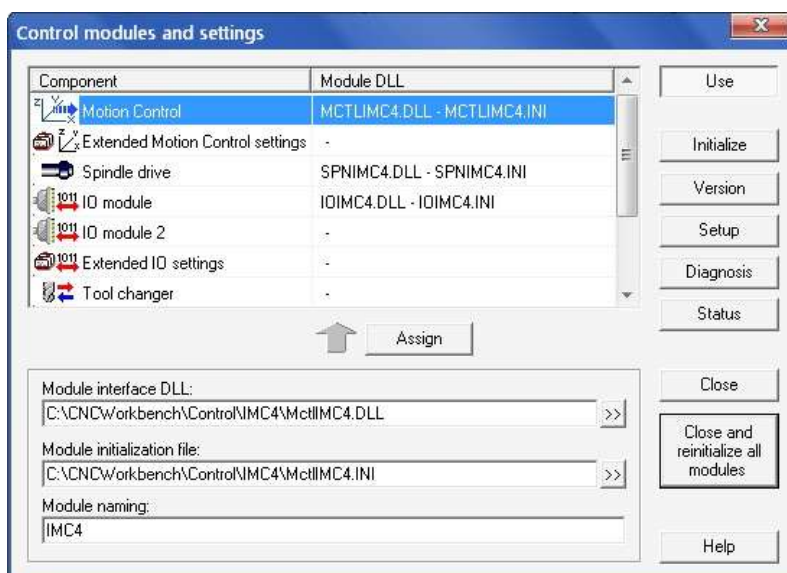 Control modules and settings
Component Module DLL
Motion Control MCTLIMC4.DLL - MCTLIMC4.INI
Extended Motion Control settings -
Spindle drive SPNIMC4.DLL - SPNIMC4.INI
IO module IOIMC4.DLL - IOIMC4.INI
IO module 2 -
Extended IO settings -
Tool changer -
Assign
Module interface DLL:
C:\CNCWorkbench\Control\IMC4\MctlIMC4.DLL >>
Module initialization file:
C:\CNCWorkbench\Control\IMC4\MctlIMC4.INI >>
Module naming:
IMC4
Use
Initialize
Version
Setup
Diagnosis
Status
Close
Close and
reinitialize all
modules
Help